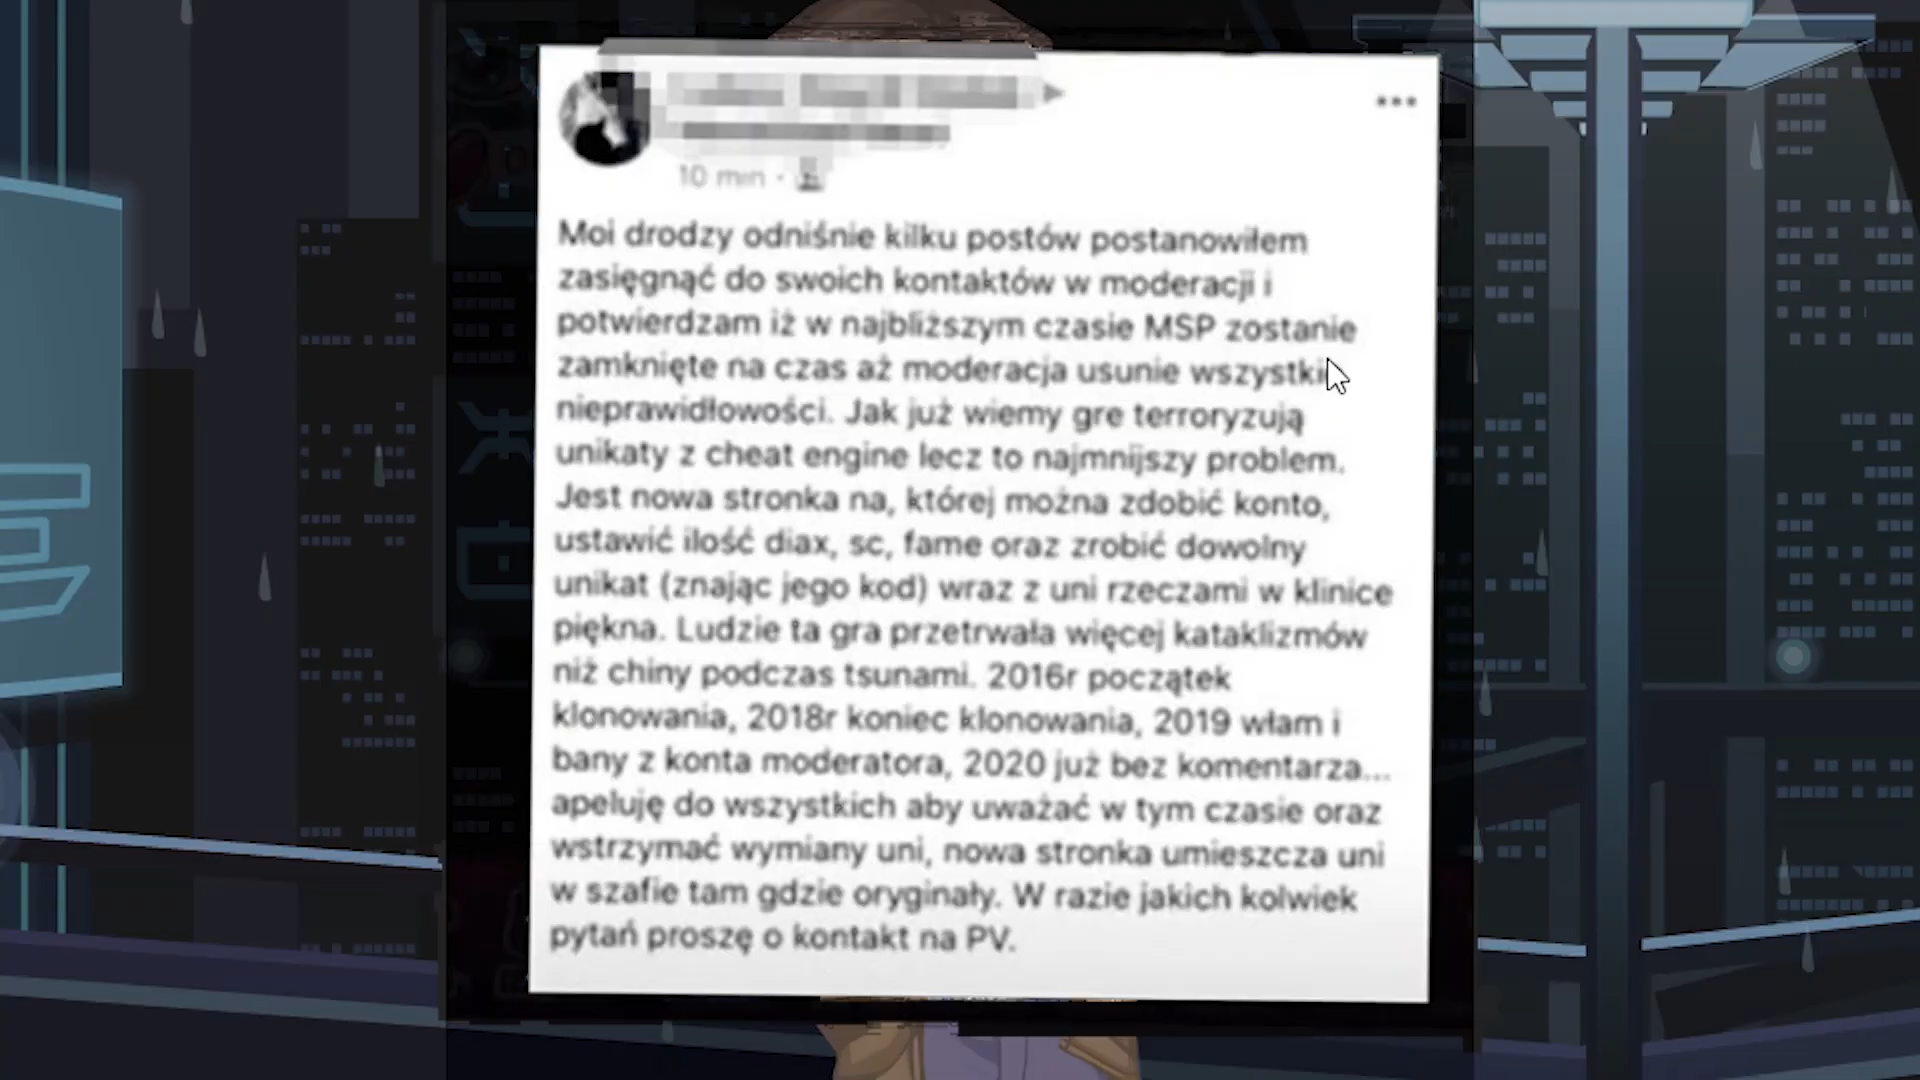 10 min
Moi drodzy odniśnie kilku postów postanowiłem
zasięgnąć do swoich kontaktów w moderacji i
potwierdzam iż w najbliższym czasie MSP zostanie
zamknięte na czas aż moderacja usunie
nieprawidłowości. Jak już wiemy gre terroryzują
unikaty z cheat engine lecz to najmnijszy problem.
Jest nowa stronka na, której można zdobić konto,
ustawić ilość diax, sc, fame oraz zrobić dowolny
unikat (znając jego kod) wraz z uni rzeczami w klinice
piękna. Ludzie ta gra przetrwała więcej kataklizmów
niż chiny podczas tsunami. 2016r początek
klonowania, 2018r koniec klonowania, 2019 włam i
bany z konta moderatora, 2020 już bez komentarza...
apeluję do wszystkich aby uważać w tym czasie oraz
wstrzymać wymiany uni, nowa stronka umieszcza uni
w szafie tam gdzie oryginały. W razie jakich kolwiek
pytań proszę o kontakt na PV.